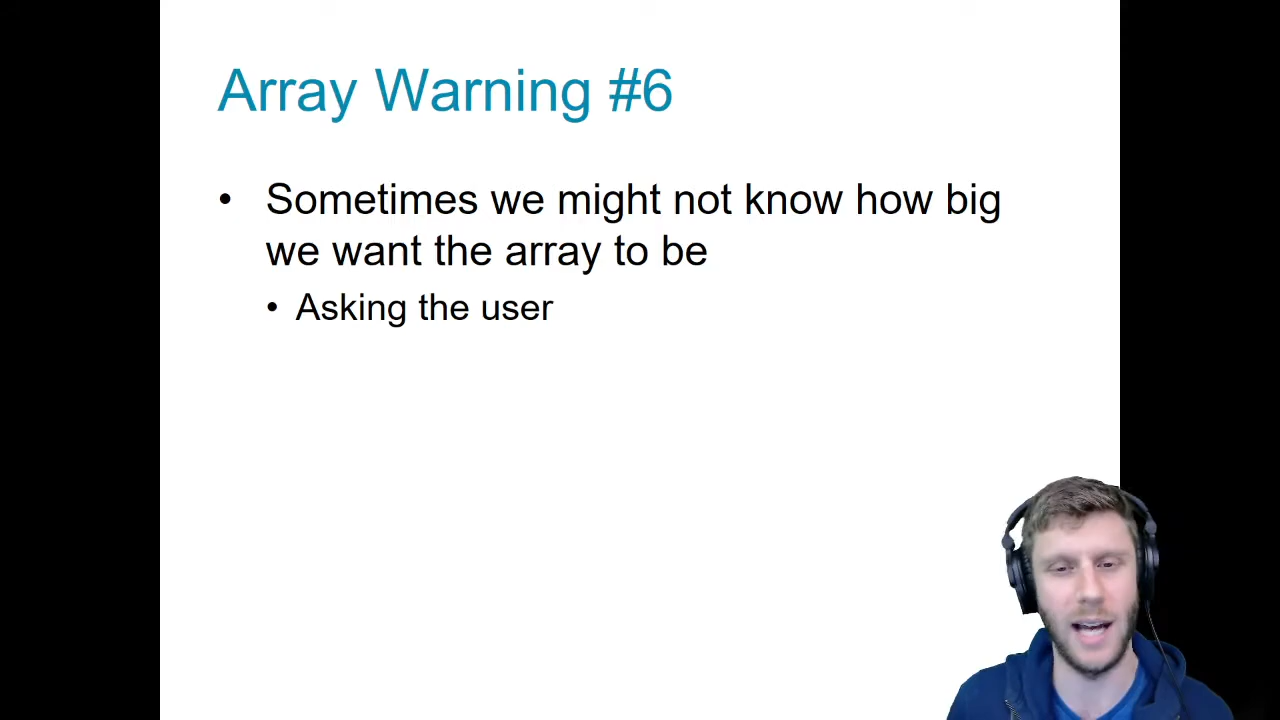 Array Warning #6
• Sometimes we might not know how big
we want the array to be
• Asking the user